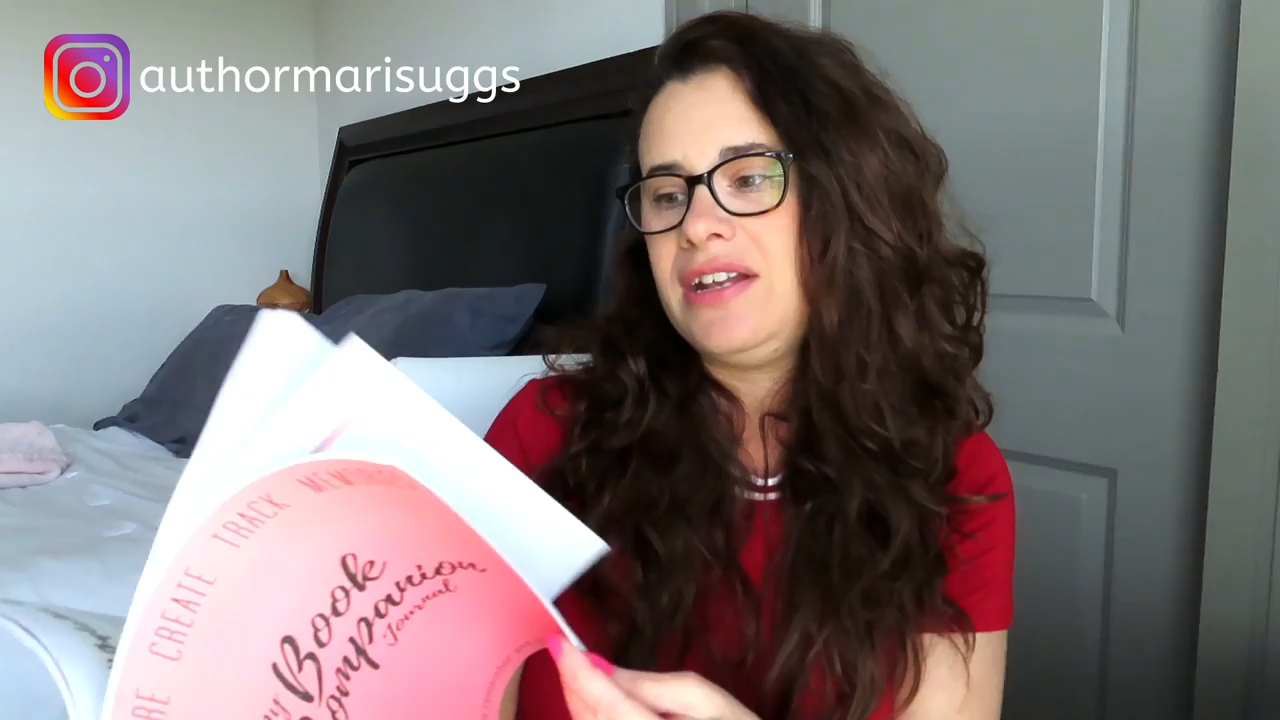 authormarisuggs
CREATE TRACK
Book
Companion
Journal